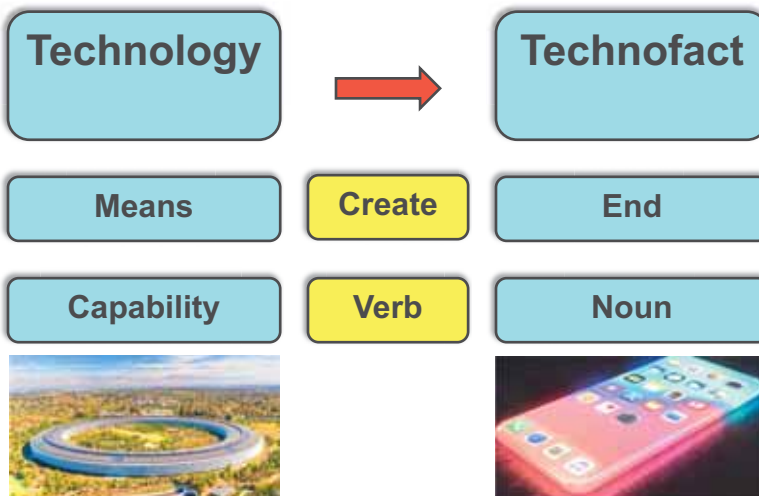 Technology
Technofact
Means
Create
End
Capability
Verb
Noun